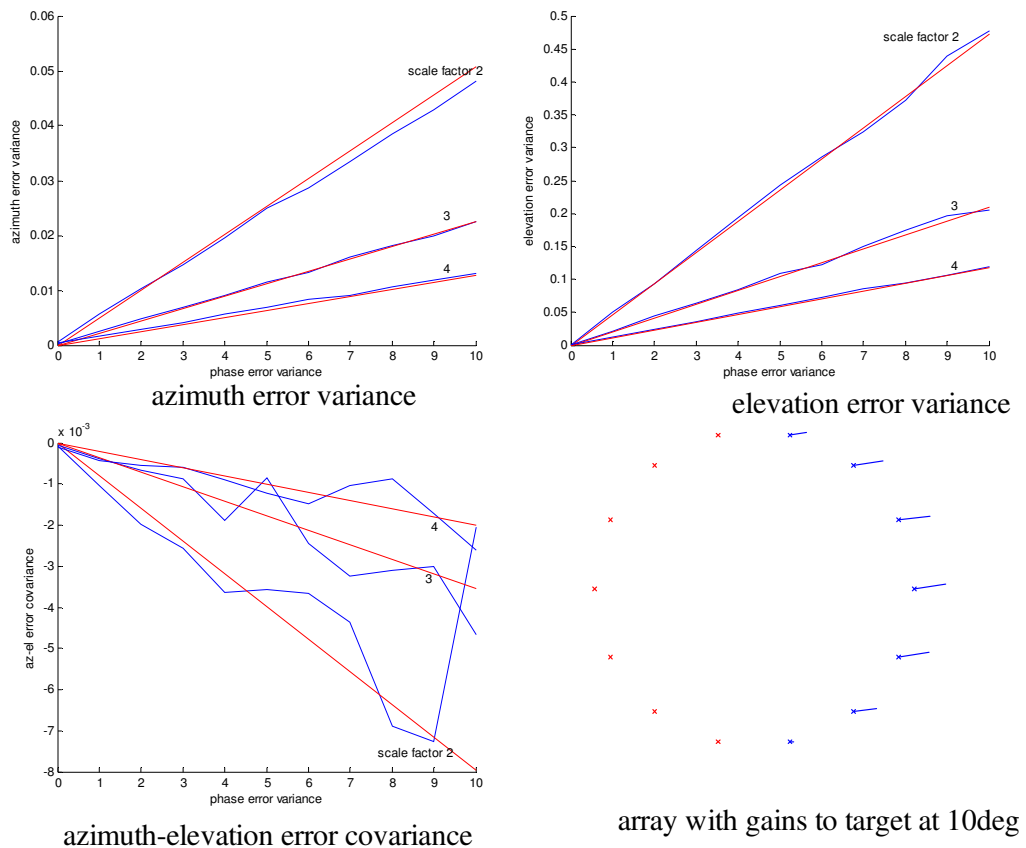 0.06
0.05
0.04
0.03
0.02
0.01
0
azimuth error variance
scale factor 2
3
4
0 1 2 3 4 5 6 7 8 9 10
phase error variance
azimuth error variance
0.5
0.45
0.4
0.35
0.3
0.25
0.2
0.15
0.1
0.05
0
elevation error variance
scale factor 2
3
4
0 1 2 3 4 5 6 7 8 9 10
phase error variance
elevation error variance
x 10-3
0
-1
-2
-3
-4
-5
-6
-7
-8
az-el error covariance
4
3
scale factor 2
0 1 2 3 4 5 6 7 8 9 10
phase error variance
azimuth-elevation error covariance
array with gains to target at 10deg